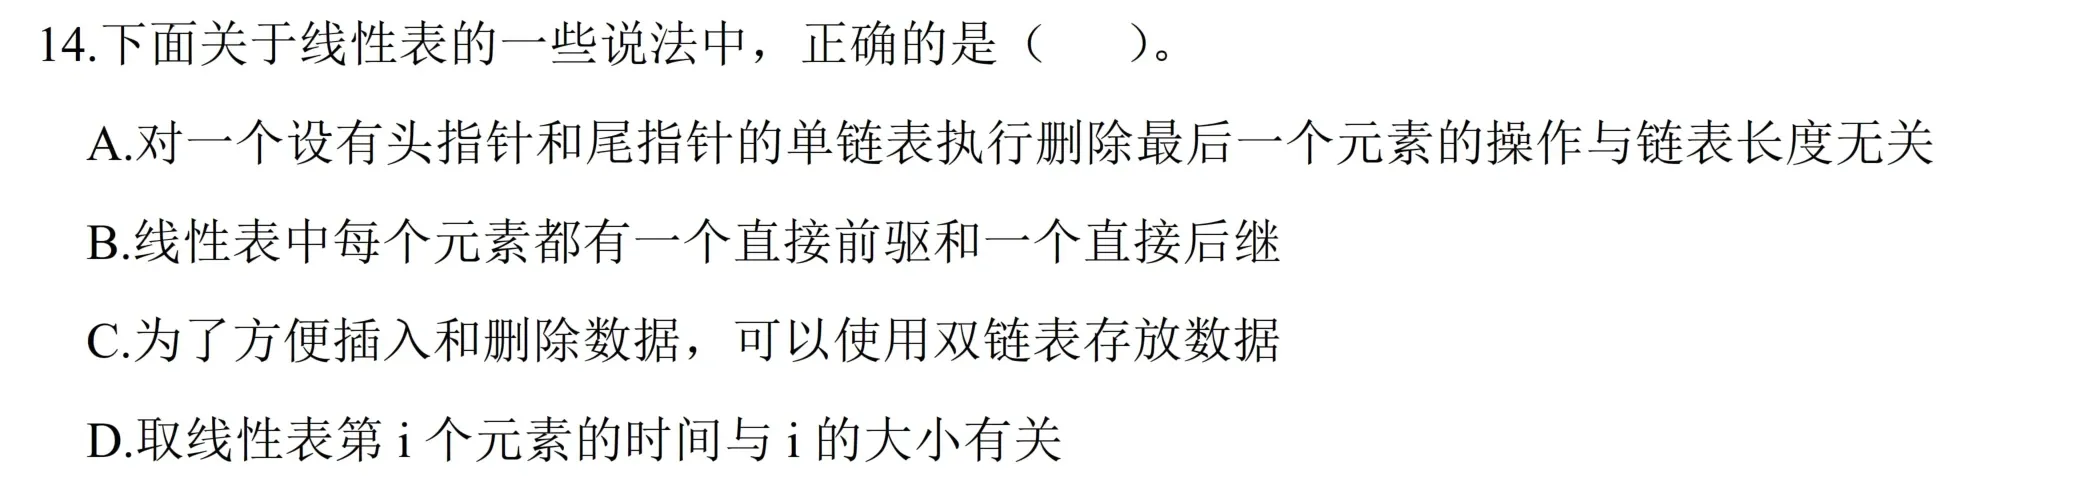 14.下面关于线性表的一些说法中，正确的是（　　）。
A.对一个设有头指针和尾指针的单链表执行删除最后一个元素的操作与链表长度无关
B.线性表中每个元素都有一个直接前驱和一个直接后继
C.为了方便插入和删除数据，可以使用双链表存放数据
D.取线性表第 i 个元素的时间与 i 的大小有关